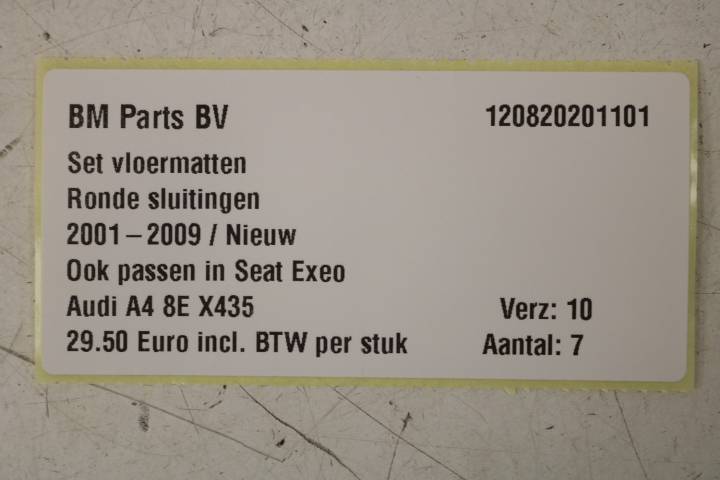 BM Parts BV 120820201101
Set vloermatten
Ronde sluitingen
2001-2009 / Nieuw
Ook passen in Seat Exeo
Audi A4 8E X435 Verz: 10
29.50 Euro incl. BTW per stuk Aantal: 7